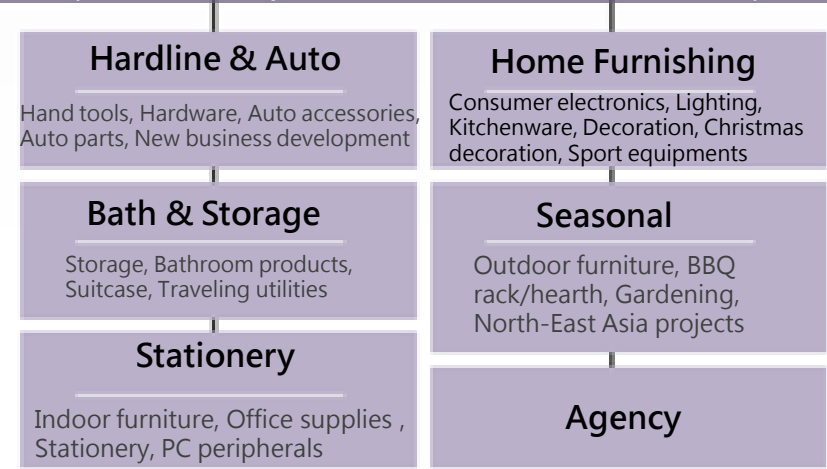 Hardline & Auto
Hand tools, Hardware, Auto accessories,
Auto parts, New business development
Home Furnishing
Consumer electronics, Lighting,
Kitchenware, Decoration, Christmas
decoration, Sport equipments
Bath & Storage
Storage, Bathroom products,
Suitcase, Traveling utilities
Seasonal
Outdoor furniture, BBQ
rack/hearth, Gardening,
North-East Asia projects
Stationery
Indoor furniture, Office supplies ,
Stationery, PC peripherals
Agency